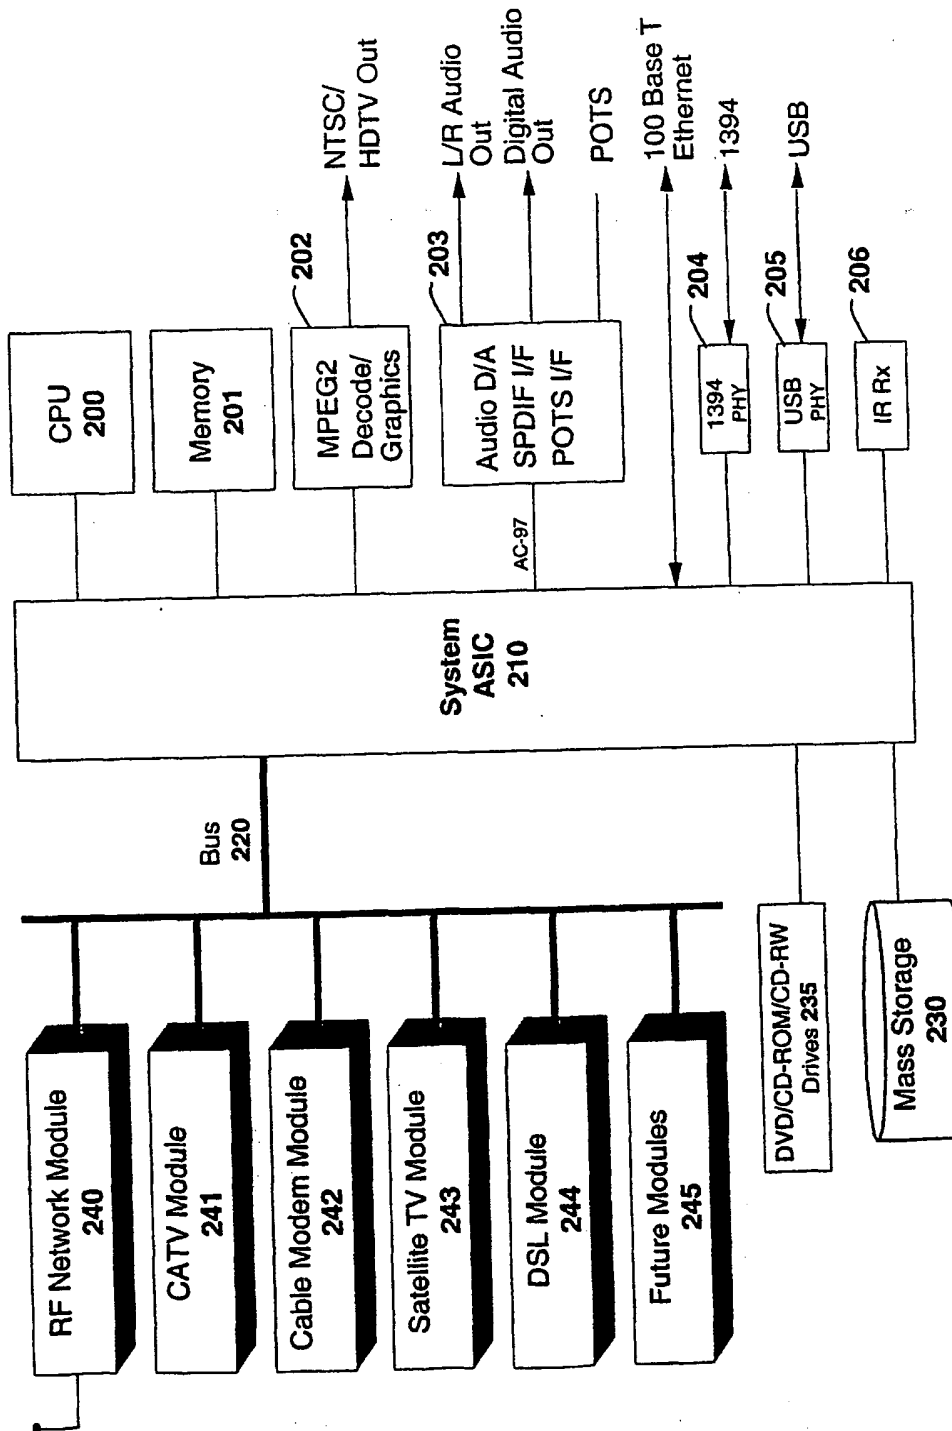 RF Network Module
240
CATV Module
241
Cable Modem Module
242
Satellite TV Module
243
DSL Module
244
Future Modules
245
DVD/CD-ROM/CD-RW
Drives 235
Mass Storage
230
Bus
220
System
ASIC
210
CPU
200
Memory
201
MPEG2
Decode/
Graphics
202
NTSC/
HDTV Out
AC-97
Audio D/A
SPDIF I/F
POTS I/F
203
L/R Audio
Out
Digital Audio
Out
POTS
100 Base T
Ethernet
1394
PHY
204
1394
USB
PHY
205
USB
IR Rx
206